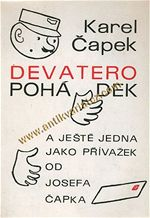 Karel
Čapek
DEVATERO
POHÁDEK
A JEŠTĚ JEDNA
JAKO PŘÍVAŽEK
OD
JOSEFA
ČAPKA